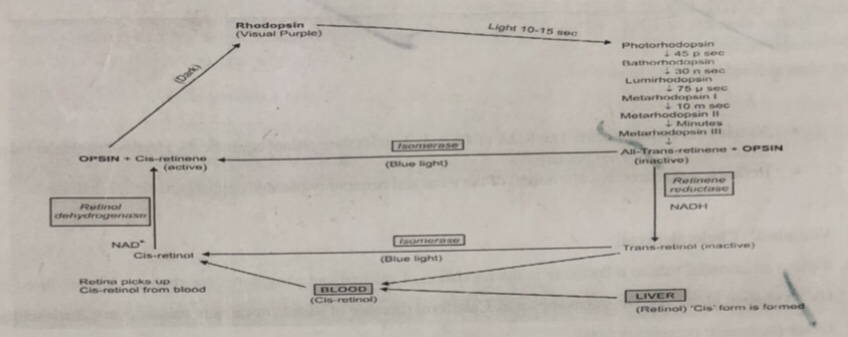 Rhodopsin
(Visual Purple)
Light 10-15 sec
(Dark)
Photorhodopsin
↓ 45 p sec
Bathorhodopsin
↓ 30 n sec
Lumirhodopsin
↓ 75 µ sec
Metarhodopsin I
↓ 10 m sec
Metarhodopsin II
↓ Minutes
Metarhodopsin III
↓
All-Trans-retinene + OPSIN
(inactive)
Isomerase
(Blue light)
OPSIN + Cis-retinene
(active)
Retinol
dehydrogenase
NAD+
Retinene
reductase
NADH
Cis-retinol
Isomerase
(Blue light)
Trans-retinol (inactive)
Retina picks up
Cis-retinol from blood
BLOOD
(Cis-retinol)
LIVER
(Retinol) 'Cis' form is formed